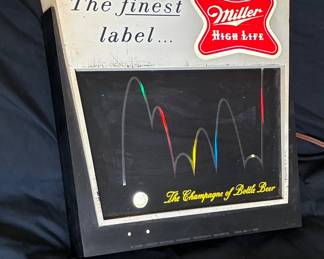 The finest
label...
Miller
HIGH LIFE
The Champagne of Bottle Beer